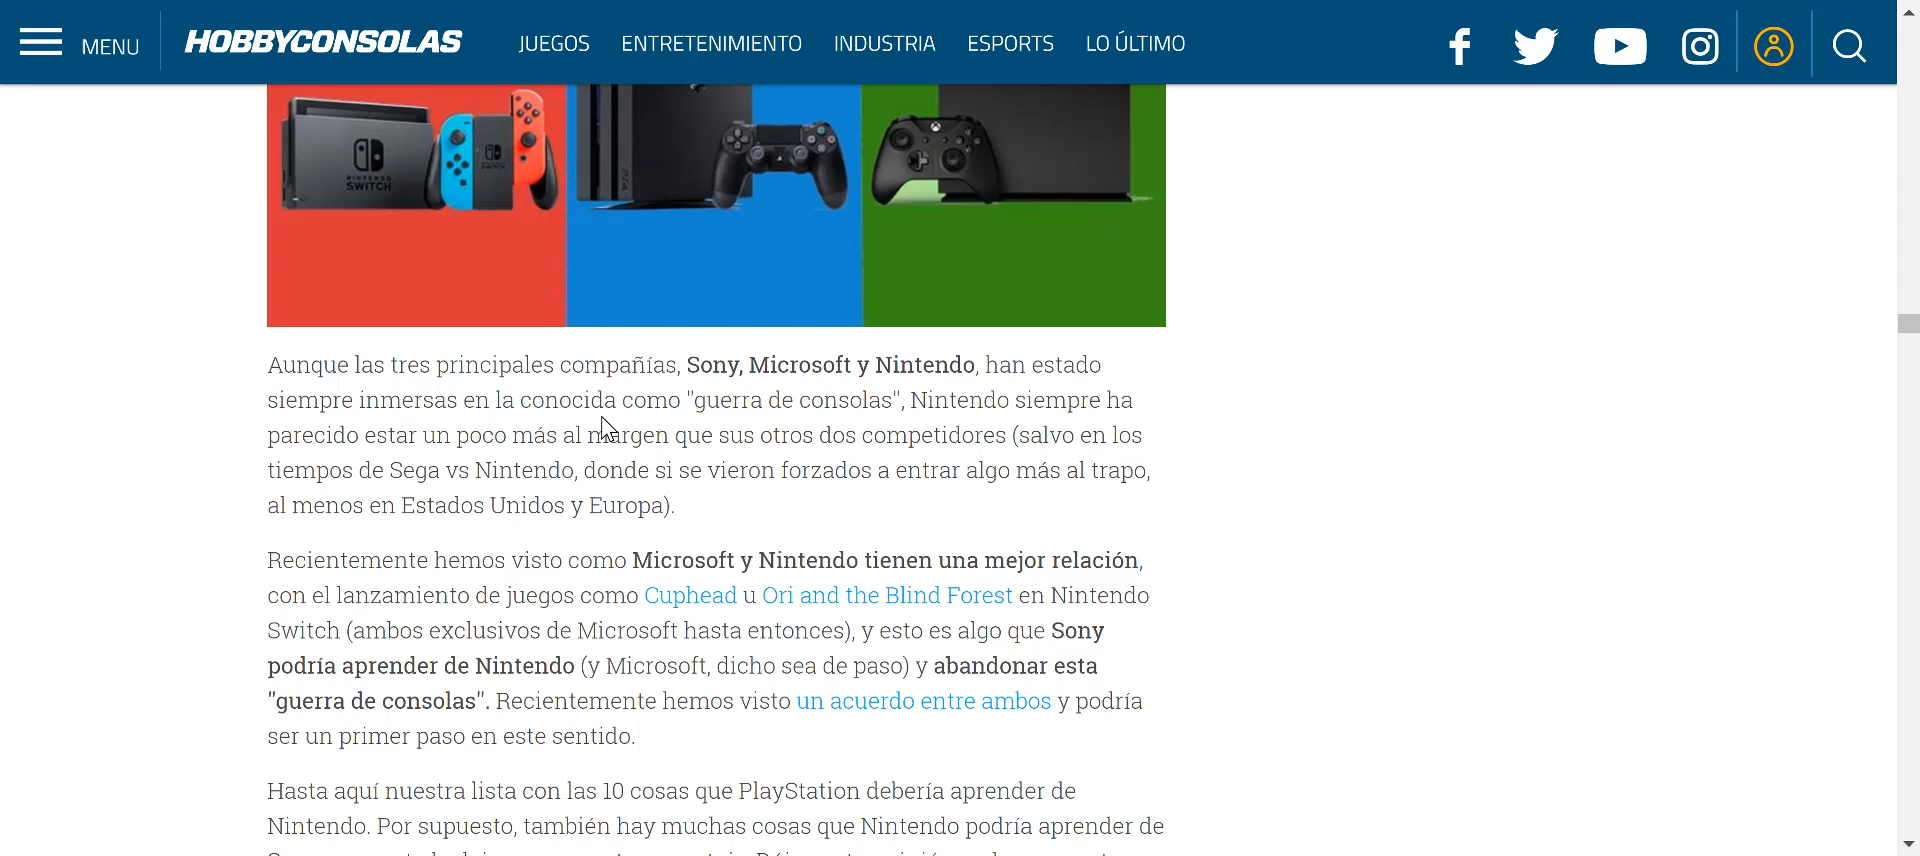 MENU
HOBBYCONSOLAS
JUEGOS ENTRETENIMIENTO INDUSTRIA ESPORTS LO ÚLTIMO
NINTENDO
SWITCH
PS4
Aunque las tres principales compañías, Sony, Microsoft y Nintendo, han estado
siempre inmersas en la conocida como "guerra de consolas", Nintendo siempre ha
parecido estar un poco más al margen que sus otros dos competidores (salvo en los
tiempos de Sega vs Nintendo, donde si se vieron forzados a entrar algo más al trapo,
al menos en Estados Unidos y Europa).
Recientemente hemos visto como Microsoft y Nintendo tienen una mejor relación,
con el lanzamiento de juegos como Cuphead u Ori and the Blind Forest en Nintendo
Switch (ambos exclusivos de Microsoft hasta entonces), y esto es algo que Sony
podría aprender de Nintendo (y Microsoft, dicho sea de paso) y abandonar esta
"guerra de consolas". Recientemente hemos visto un acuerdo entre ambos y podría
ser un primer paso en este sentido.
Hasta aquí nuestra lista con las 10 cosas que PlayStation debería aprender de
Nintendo. Por supuesto, también hay muchas cosas que Nintendo podría aprender de